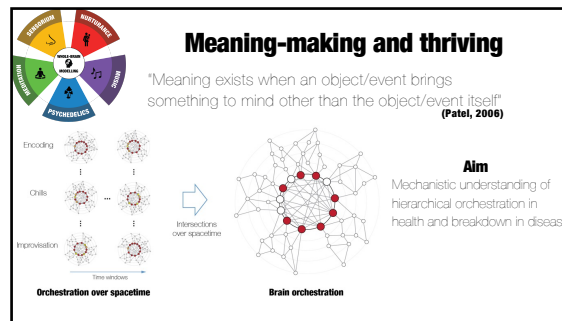 SENSORIUM
NURTURANCE
MUSIC
PSYCHEDELICS
MEDITATION
WHOLE-BRAIN
MODELLING
Meaning-making and thriving
"Meaning exists when an object/event brings
something to mind other than the object/event itself"
(Patel, 2006)
Encoding
Chills
...
Improvisation
Time windows
Orchestration over spacetime
Intersections
over spacetime
Brain orchestration
Aim
Mechanistic understanding of
hierarchical orchestration in
health and breakdown in disease